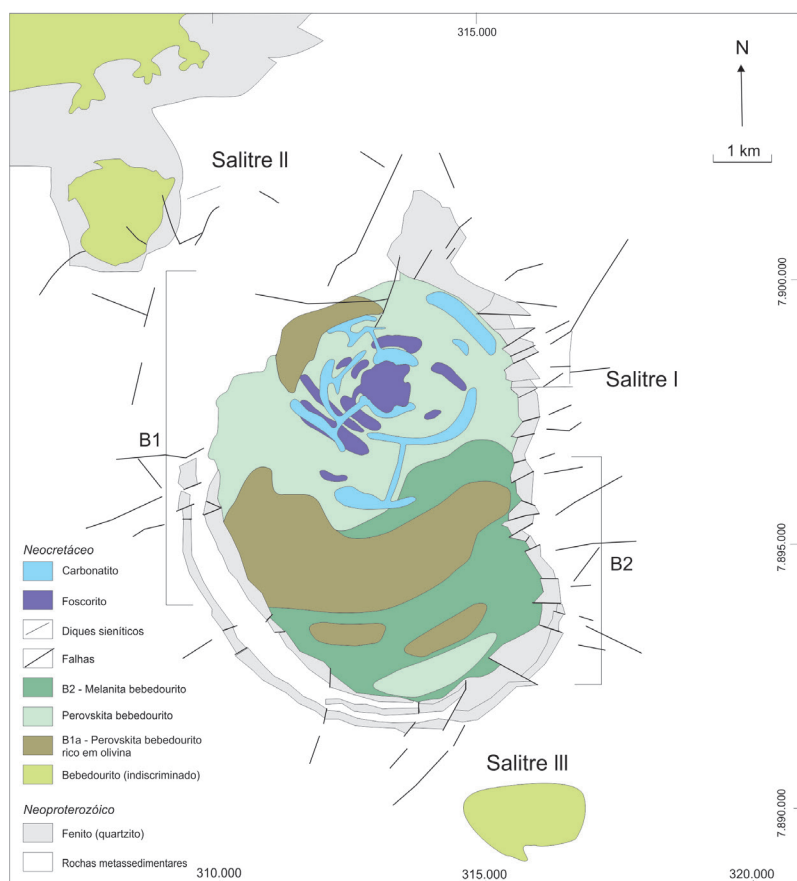 315.000
N
1 km
Salitre II
7.900.000
Salitre I
B1
7.895.000
B2
Neocretáceo
Carbonatito
Foscorito
Diques sieníticos
Falhas
B2 - Melanita bebedourito
Perovskita bebedourito
B1a - Perovskita bebedourito
rico em olivina
Bebedourito (indiscriminado)
Neoproterozóico
Fenito (quartzito)
Rochas metassedimentares
Salitre III
7.890.000
310.000
315.000
320.000